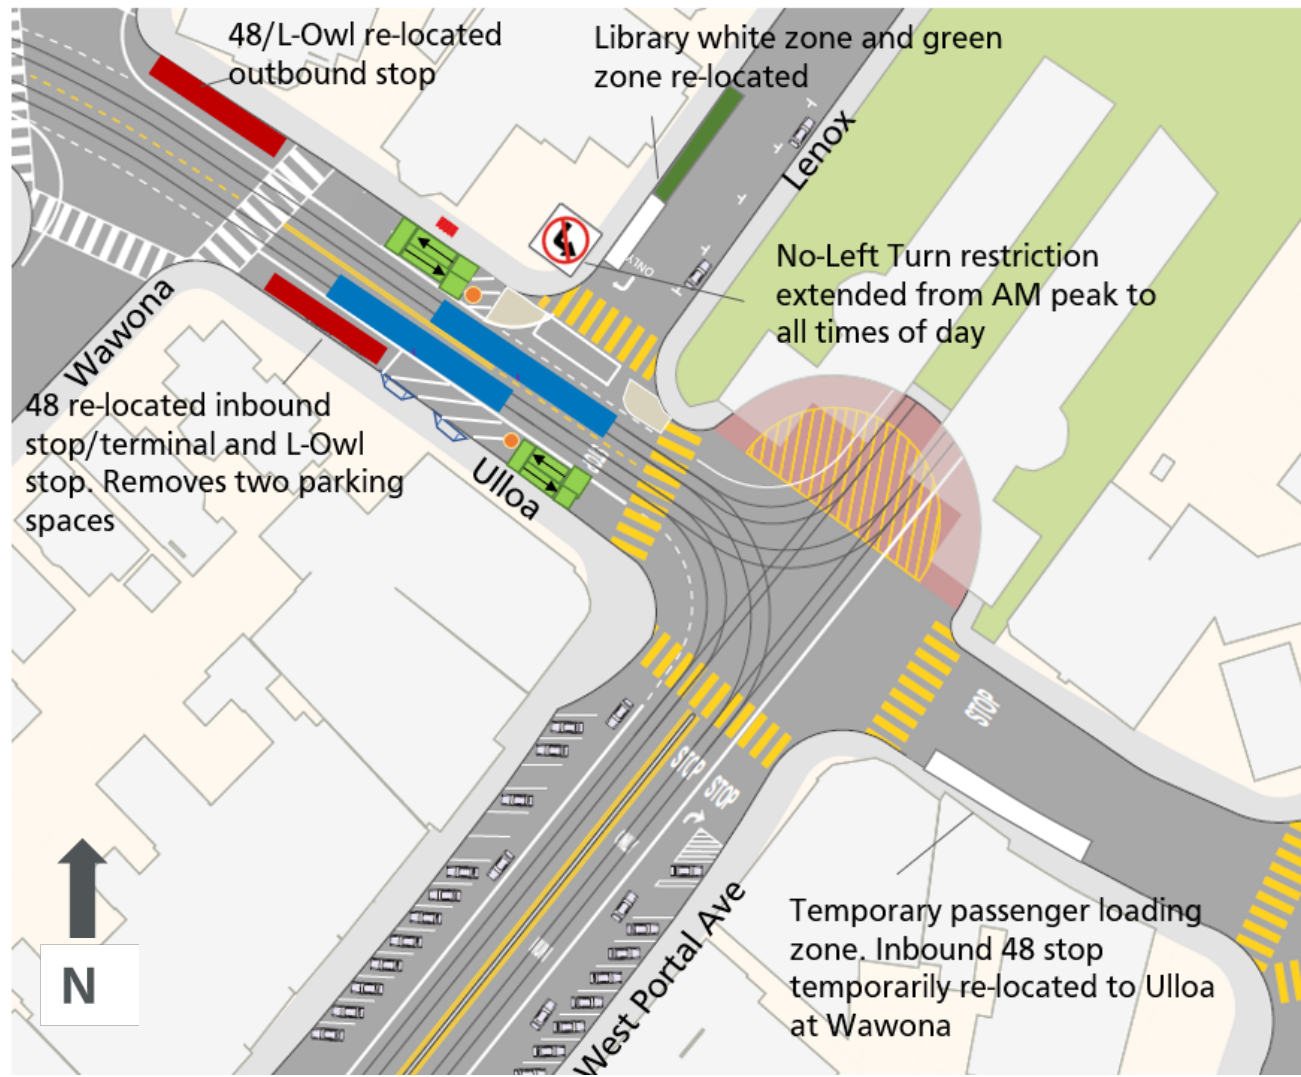 48/L-Owl re-located
outbound stop
Library white zone and green
zone re-located
Lenox
No-Left Turn restriction
extended from AM peak to
all times of day
ONLY
Wawona
48 re-located inbound
stop/terminal and L-Owl
stop. Removes two parking
spaces
Ulloa
STOP
STOP
STOP
STOP
West Portal Ave
Temporary passenger loading
zone. Inbound 48 stop
temporarily re-located to Ulloa
at Wawona
N